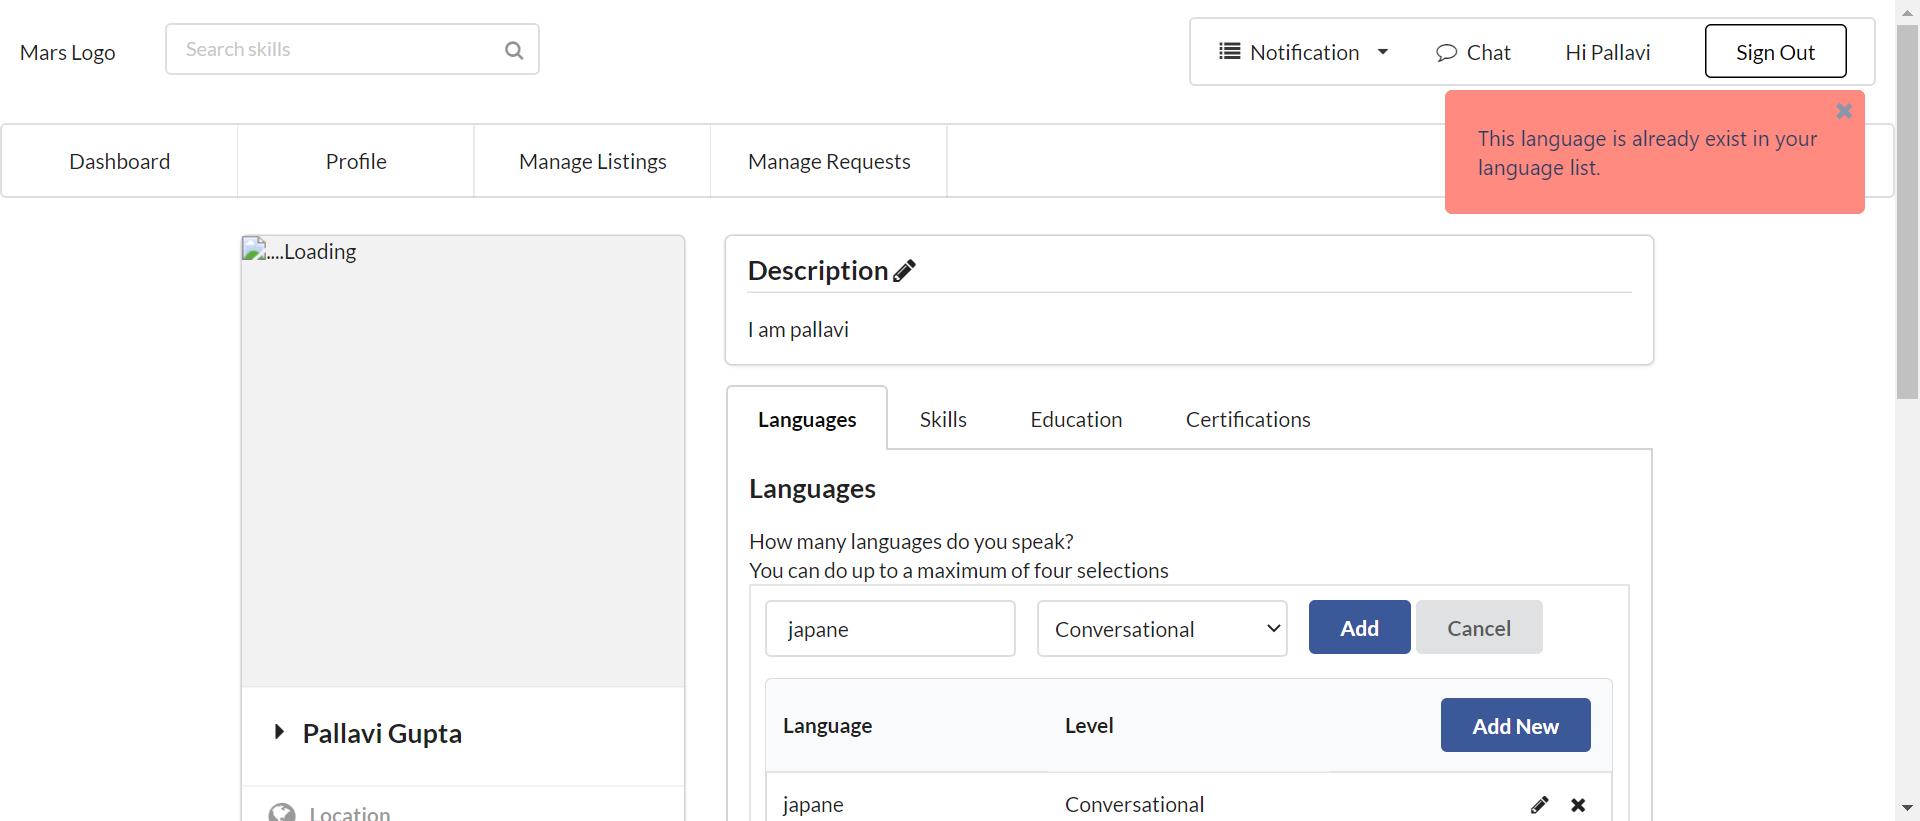 Mars Logo
Search skills
Notification
Chat
Hi Pallavi
Sign Out
This language is already exist in your
language list.
Dashboard
Profile
Manage Listings
Manage Requests
....Loading
Description
I am pallavi
Languages
Skills
Education
Certifications
Languages
How many languages do you speak?
You can do up to a maximum of four selections
japane
Conversational
Add
Cancel
Language
Level
Add New
japane
Conversational
Pallavi Gupta
Location